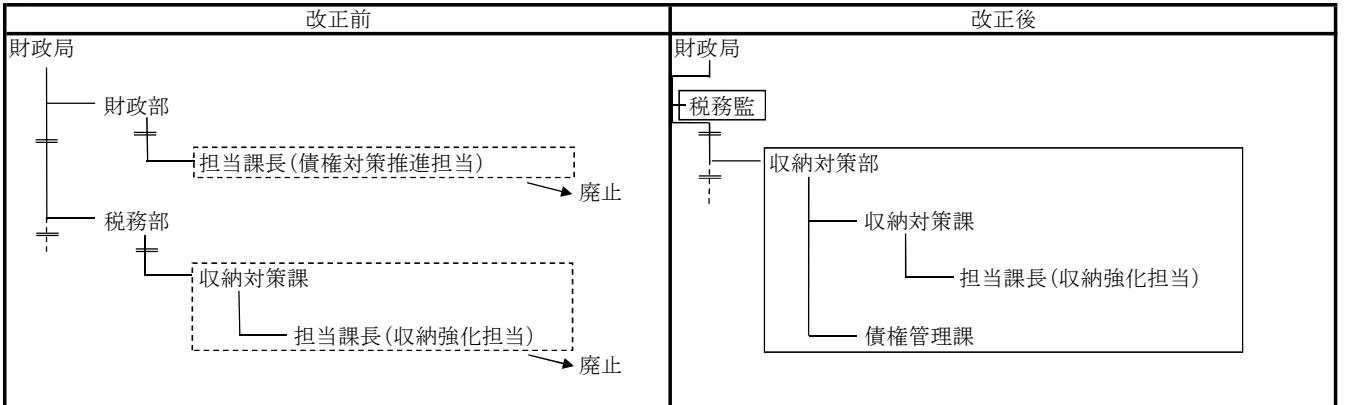 改正前
改正後
財政局
財政部
担当課長(債権対策推進担当)
廃止
税務部
収納対策課
担当課長(収納強化担当)
廃止
財政局
税務監
収納対策部
収納対策課
担当課長(収納強化担当)
債権管理課